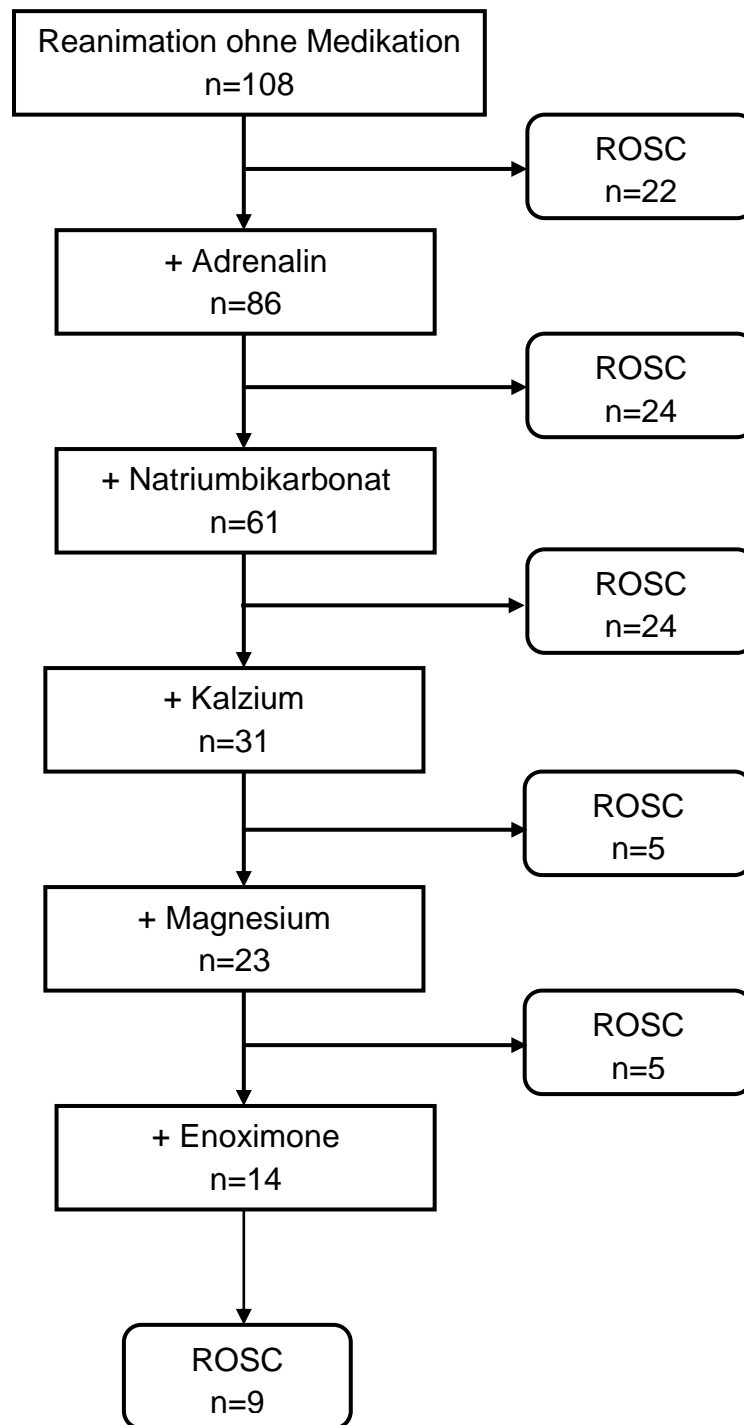 Reanimation ohne Medikation
n=108
ROSC
n=22
+ Adrenalin
n=86
ROSC
n=24
+ Natriumbikarbonat
n=61
ROSC
n=24
+ Kalzium
n=31
ROSC
n=5
+ Magnesium
n=23
ROSC
n=5
+ Enoximone
n=14
ROSC
n=9